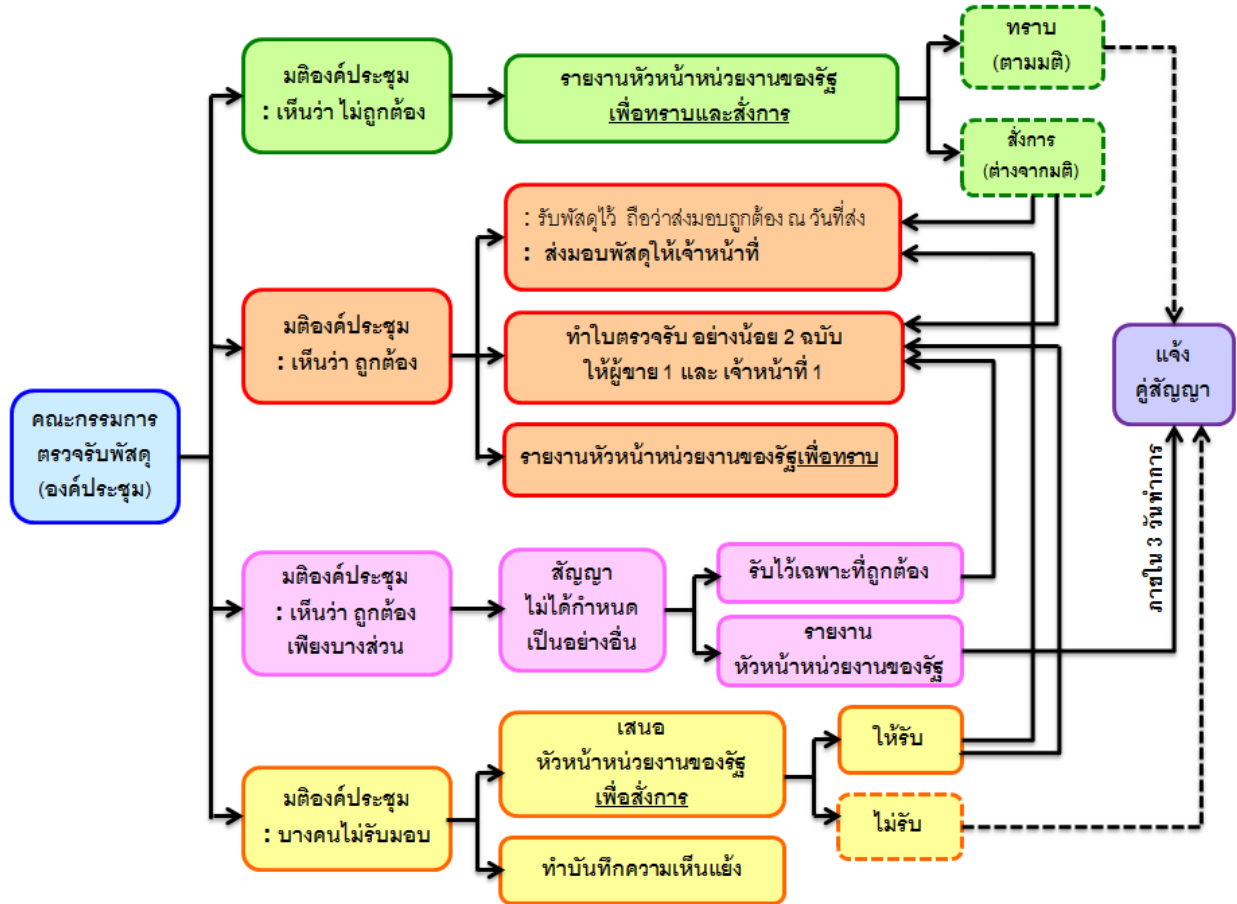 คณะกรรมการ
ตรวจรับพัสดุ
(องค์ประชุม)
มติองค์ประชุม
: เห็นว่า ไม่ถูกต้อง
รายงานหัวหน้าหน่วยงานของรัฐ
เพื่อทราบและสั่งการ
ทราบ
(ตามมติ)
สั่งการ
(ต่างจากมติ)
มติองค์ประชุม
: เห็นว่า ถูกต้อง
: รับพัสดุไว้ ถือว่าส่งมอบถูกต้อง ณ วันที่ส่ง
: ส่งมอบพัสดุให้เจ้าหน้าที่
ทำใบตรวจรับ อย่างน้อย 2 ฉบับ
ให้ผู้ขาย 1 และ เจ้าหน้าที่ 1
รายงานหัวหน้าหน่วยงานของรัฐเพื่อทราบ
มติองค์ประชุม
: เห็นว่า ถูกต้อง
เพียงบางส่วน
สัญญา
ไม่ได้กำหนด
เป็นอย่างอื่น
รับไว้เฉพาะที่ถูกต้อง
รายงาน
หัวหน้าหน่วยงานของรัฐ
มติองค์ประชุม
: บางคนไม่รับมอบ
เสนอ
หัวหน้าหน่วยงานของรัฐ
เพื่อสั่งการ
ทำบันทึกความเห็นแย้ง
ให้รับ
ไม่รับ
ภายใน 3 วันทำการ
แจ้ง
คู่สัญญา